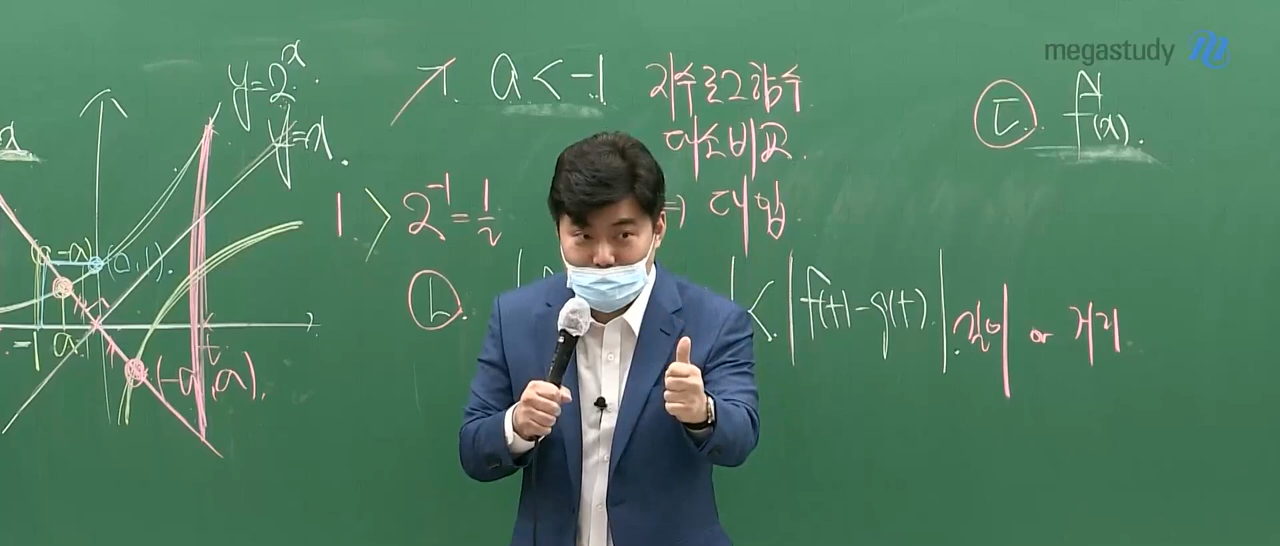 megastudy
y=2^x.
y=x.
(0,1).
(-a, a).
t
↗. a < -1
지수로그함수
대소비교.
⇒ 대입.
1 > 2^-1 = 1/2
ㄴ.
< |f(t)-g(t)|
길이 or 거리
ㄷ. f(x).